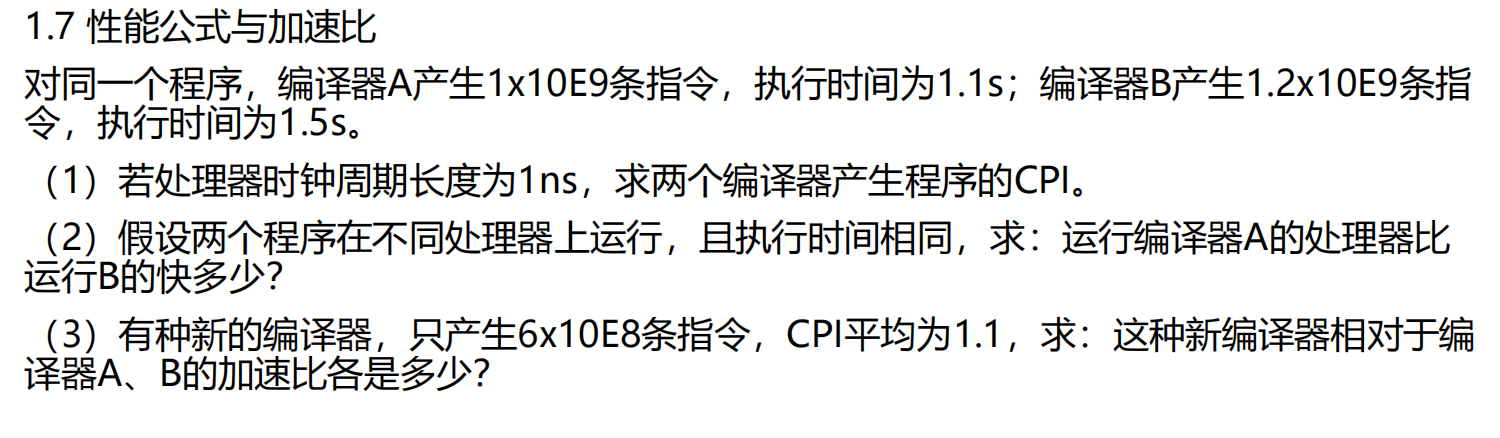 1.7 性能公式与加速比
对同一个程序，编译器A产生1x10E9条指令，执行时间为1.1s；编译器B产生1.2x10E9条指
令，执行时间为1.5s。
（1）若处理器时钟周期长度为1ns，求两个编译器产生程序的CPI。
（2）假设两个程序在不同处理器上运行，且执行时间相同，求：运行编译器A的处理器比
运行B的快多少？
（3）有种新的编译器，只产生6x10E8条指令，CPI平均为1.1，求：这种新编译器相对于编
译器A、B的加速比各是多少？